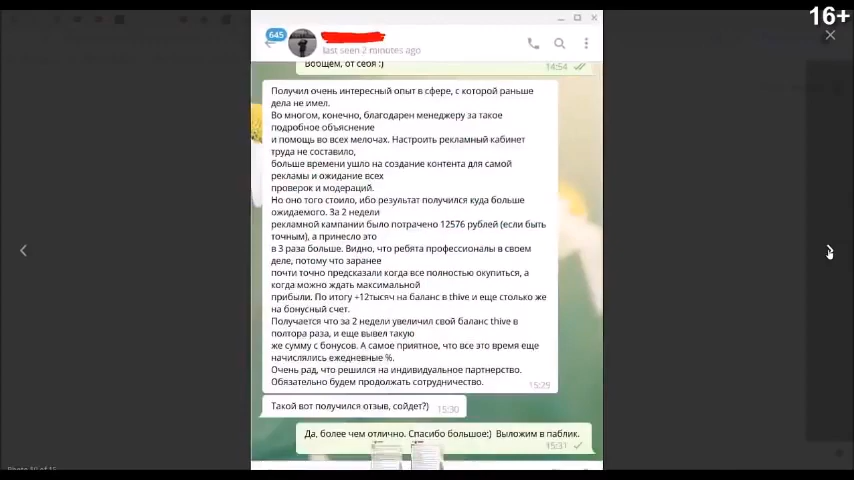 16+
645
last seen 2 minutes ago
Вобщем, от себя :)
14:54
Получил очень интересный опыт в сфере, с которой раньше
дела не имел.
Во многом, конечно, благодарен менеджеру за такое
подробное объяснение
и помощь во всех мелочах. Настроить рекламный кабинет
труда не составило,
больше времени ушло на создание контента для самой
рекламы и ожидание всех
проверок и модераций.
Но оно того стоило, ибо результат получился куда больше
ожидаемого. За 2 недели
рекламной кампании было потрачено 12576 рублей (если быть
точным), а принесло это
в 3 раза больше. Видно, что ребята профессионалы в своем
деле, потому что заранее
почти точно предсказали когда все полностью окупиться, а
когда можно ждать максимальной
прибыли. По итогу +12тысяч на баланс в thive и еще столько же
на бонусный счет.
Получается что за 2 недели увеличил свой баланс thive в
полтора раза, и еще вывел такую
же сумму с бонусов. А самое приятное, что все это время еще
начислялись ежедневные %.
Очень рад, что решился на индивидуальное партнерство.
Обязательно будем продолжать сотрудничество.
15:29
Такой вот получился отзыв, сойдет?)
15:30
Да, более чем отлично. Спасибо большое:) Выложим в паблик.
15:31